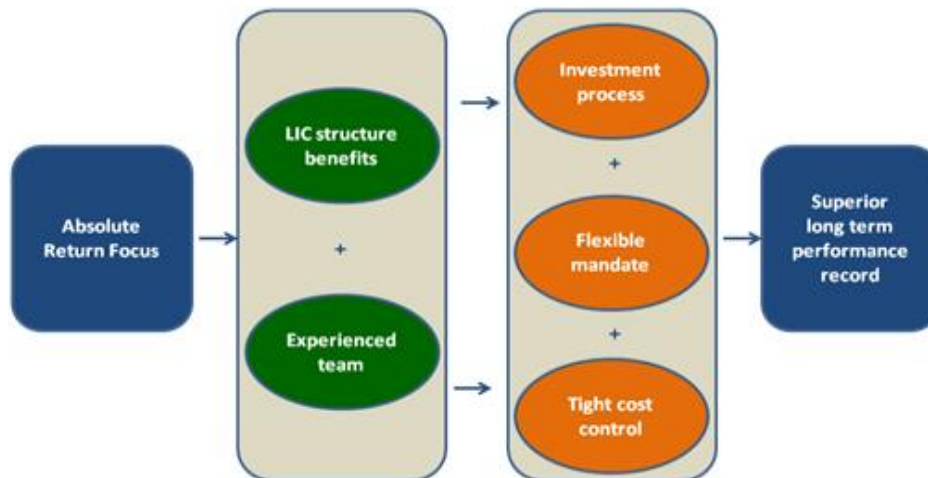 Absolute
Return Focus
LIC structure
benefits
+
Experienced
team
Investment
process
+
Flexible
mandate
+
Tight cost
control
Superior
long term
performance
record